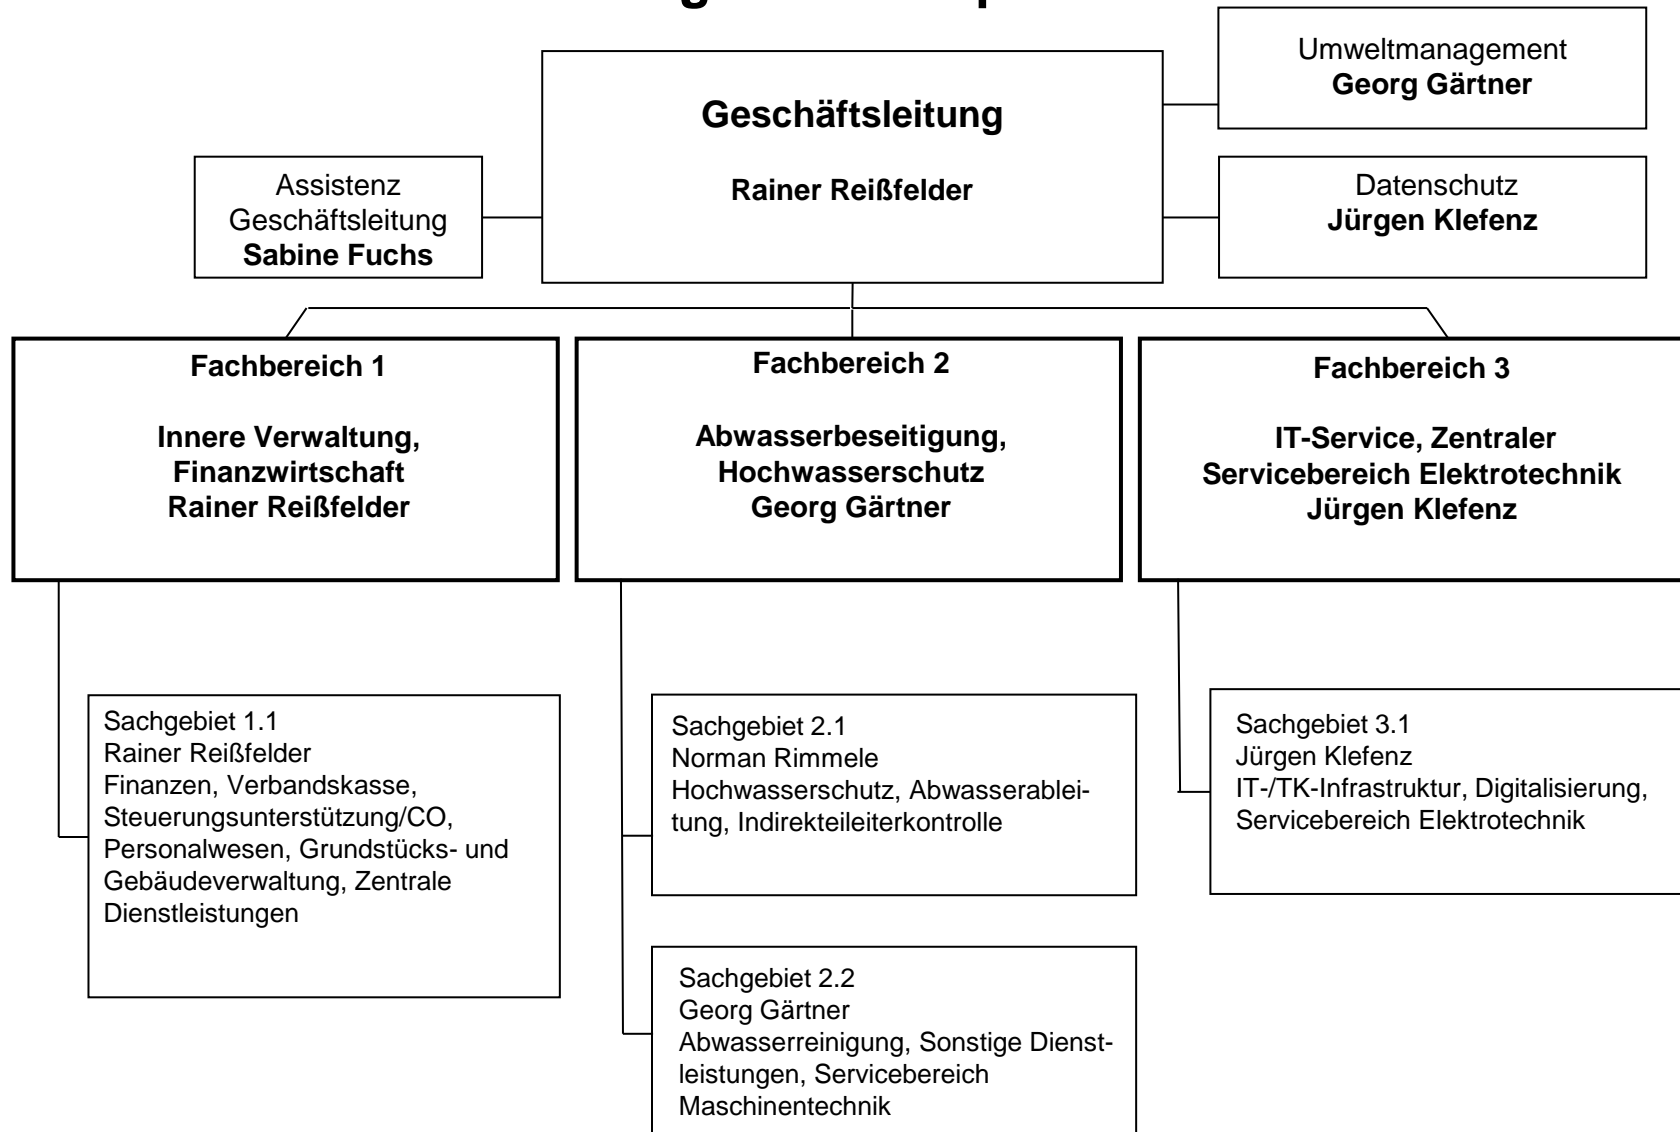 Umweltmanagement
Georg Gärtner
Geschäftsleitung
Rainer Reißfelder
Assistenz
Geschäftsleitung
Sabine Fuchs
Datenschutz
Jürgen Klefenz
Fachbereich 1
Innere Verwaltung,
Finanzwirtschaft
Rainer Reißfelder
Fachbereich 2
Abwasserbeseitigung,
Hochwasserschutz
Georg Gärtner
Fachbereich 3
IT-Service, Zentraler
Servicebereich Elektrotechnik
Jürgen Klefenz
Sachgebiet 1.1
Rainer Reißfelder
Finanzen, Verbandskasse,
Steuerungsunterstützung/CO,
Personalwesen, Grundstücks- und
Gebäudeverwaltung, Zentrale
Dienstleistungen
Sachgebiet 2.1
Norman Rimmele
Hochwasserschutz, Abwasserablei-
tung, Indirekteileiterkontrolle
Sachgebiet 2.2
Georg Gärtner
Abwasserreinigung, Sonstige Dienst-
leistungen, Servicebereich
Maschinentechnik
Sachgebiet 3.1
Jürgen Klefenz
IT-/TK-Infrastruktur, Digitalisierung,
Servicebereich Elektrotechnik